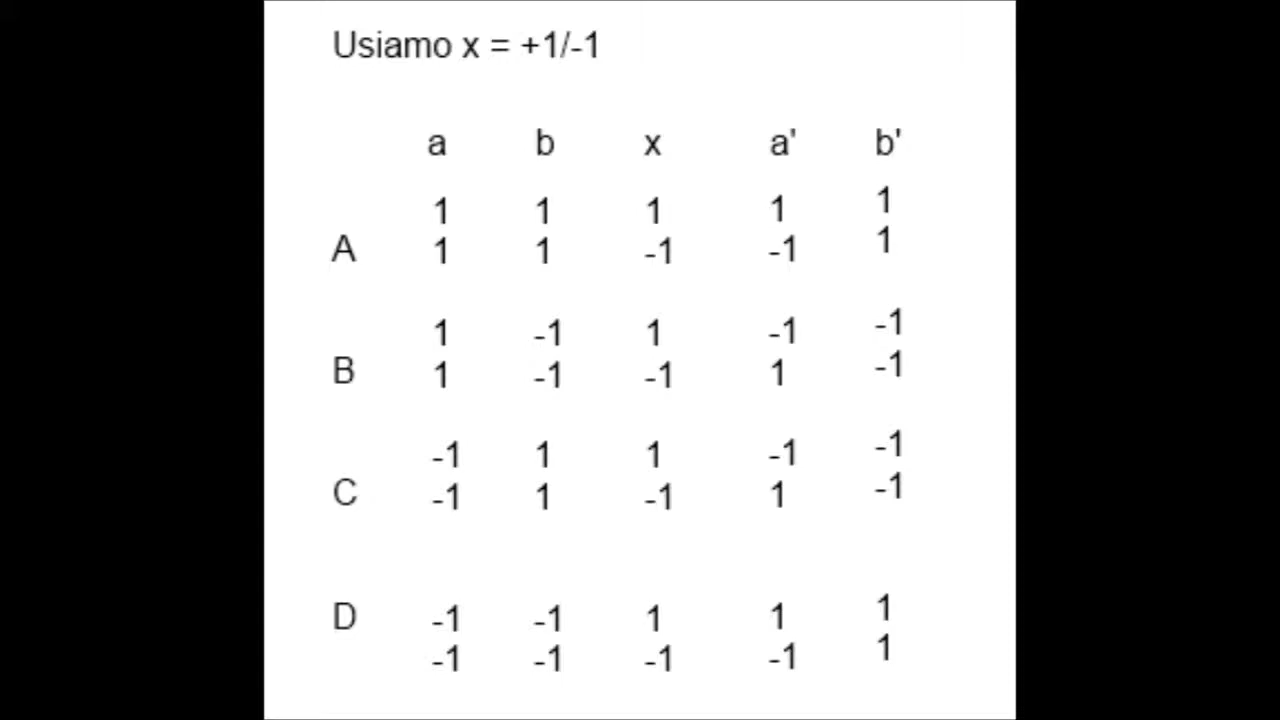 Usiamo x = +1/-1
a b x a' b'
1 1 1 1 1
A 1 1 -1 -1 1
1 -1 1 -1 -1
B 1 -1 -1 1 -1
-1 1 1 -1 -1
C -1 1 -1 1 -1
D -1 -1 1 1 1
-1 -1 -1 -1 1